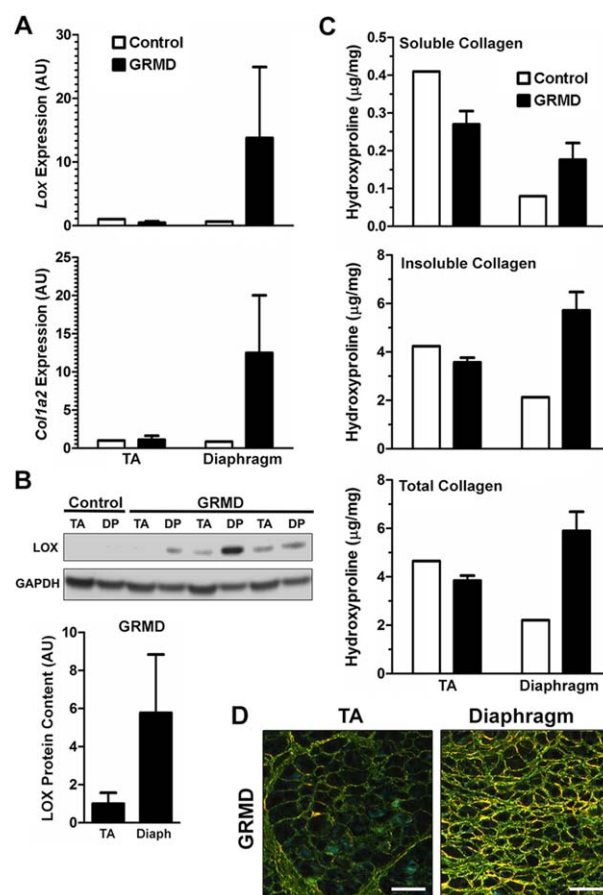 A
Control
GRMD
Lox Expression (AU)
30
20
10
0
Col1a2 Expression (AU)
25
20
15
10
5
0
TA Diaphragm
B
Control GRMD
TA DP TA DP TA DP TA DP
LOX
GAPDH
GRMD
LOX Protein Content (AU)
10
8
6
4
2
0
TA Diaph
C
Soluble Collagen
Control
GRMD
Hydroxyproline (µg/mg)
0.4
0.3
0.2
0.1
0.0
Insoluble Collagen
Hydroxyproline (µg/mg)
8
6
4
2
0
Total Collagen
Hydroxyproline (µg/mg)
8
6
4
2
0
TA Diaphragm
D
TA Diaphragm
GRMD